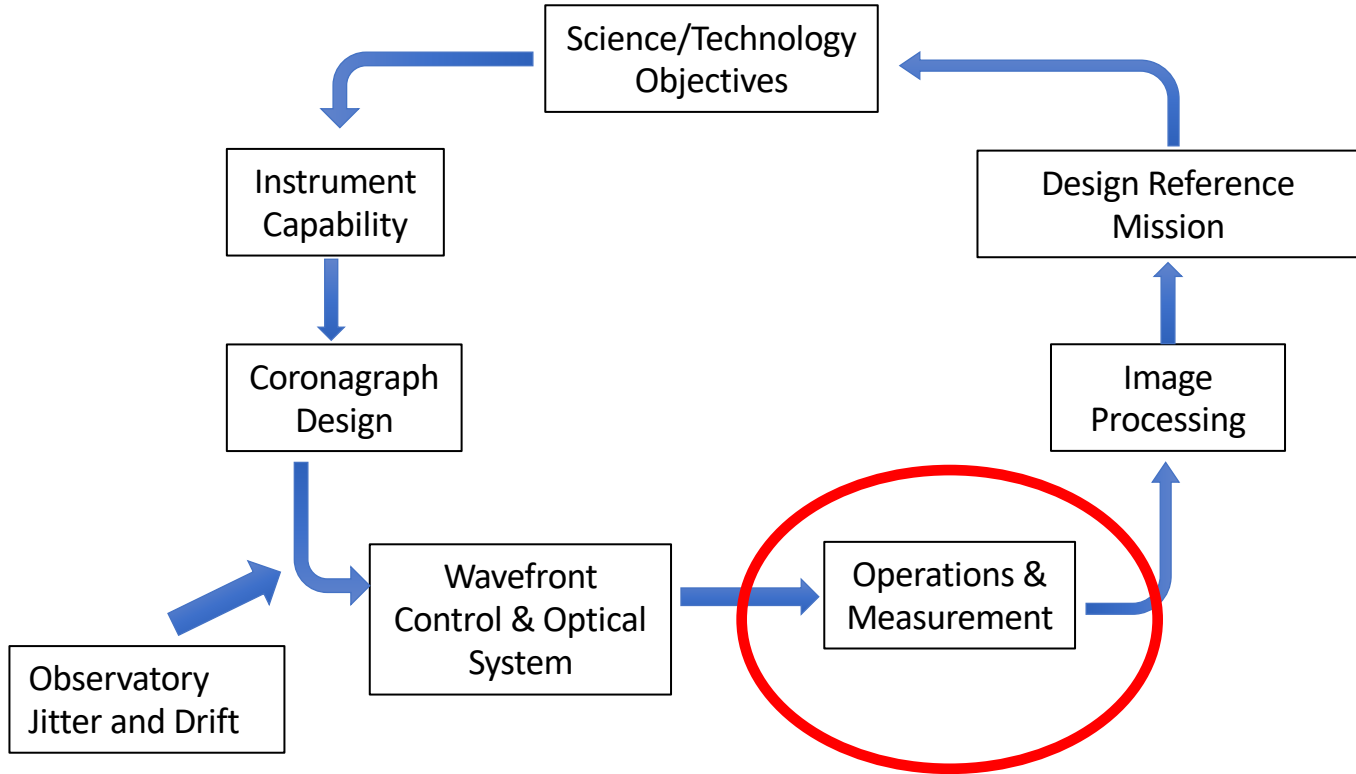 Science/Technology
Objectives
Instrument
Capability
Design Reference
Mission
Coronagraph
Design
Image
Processing
Wavefront
Control & Optical
System
Operations &
Measurement
Observatory
Jitter and Drift